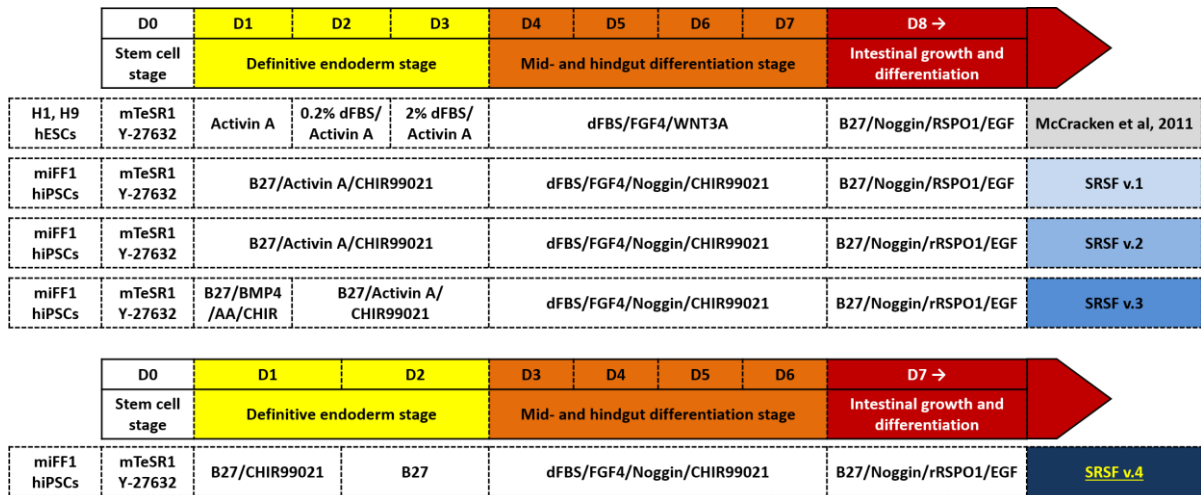 D0 D1 D2 D3 D4 D5 D6 D7 D8 →
Stem cell stage Definitive endoderm stage Mid- and hindgut differentiation stage Intestinal growth and differentiation
H1, H9 hESCs mTeSR1 Y-27632 Activin A 0.2% dFBS/ Activin A 2% dFBS/ Activin A dFBS/FGF4/WNT3A B27/Noggin/RSPO1/EGF McCracken et al, 2011
miFF1 hiPSCs mTeSR1 Y-27632 B27/Activin A/CHIR99021 dFBS/FGF4/Noggin/CHIR99021 B27/Noggin/RSPO1/EGF SRSF v.1
miFF1 hiPSCs mTeSR1 Y-27632 B27/Activin A/CHIR99021 dFBS/FGF4/Noggin/CHIR99021 B27/Noggin/rRSPO1/EGF SRSF v.2
miFF1 hiPSCs mTeSR1 Y-27632 B27/BMP4 /AA/CHIR B27/Activin A/ CHIR99021 dFBS/FGF4/Noggin/CHIR99021 B27/Noggin/rRSPO1/EGF SRSF v.3
D0 D1 D2 D3 D4 D5 D6 D7 →
Stem cell stage Definitive endoderm stage Mid- and hindgut differentiation stage Intestinal growth and differentiation
miFF1 hiPSCs mTeSR1 Y-27632 B27/CHIR99021 B27 dFBS/FGF4/Noggin/CHIR99021 B27/Noggin/rRSPO1/EGF SRSF v.4